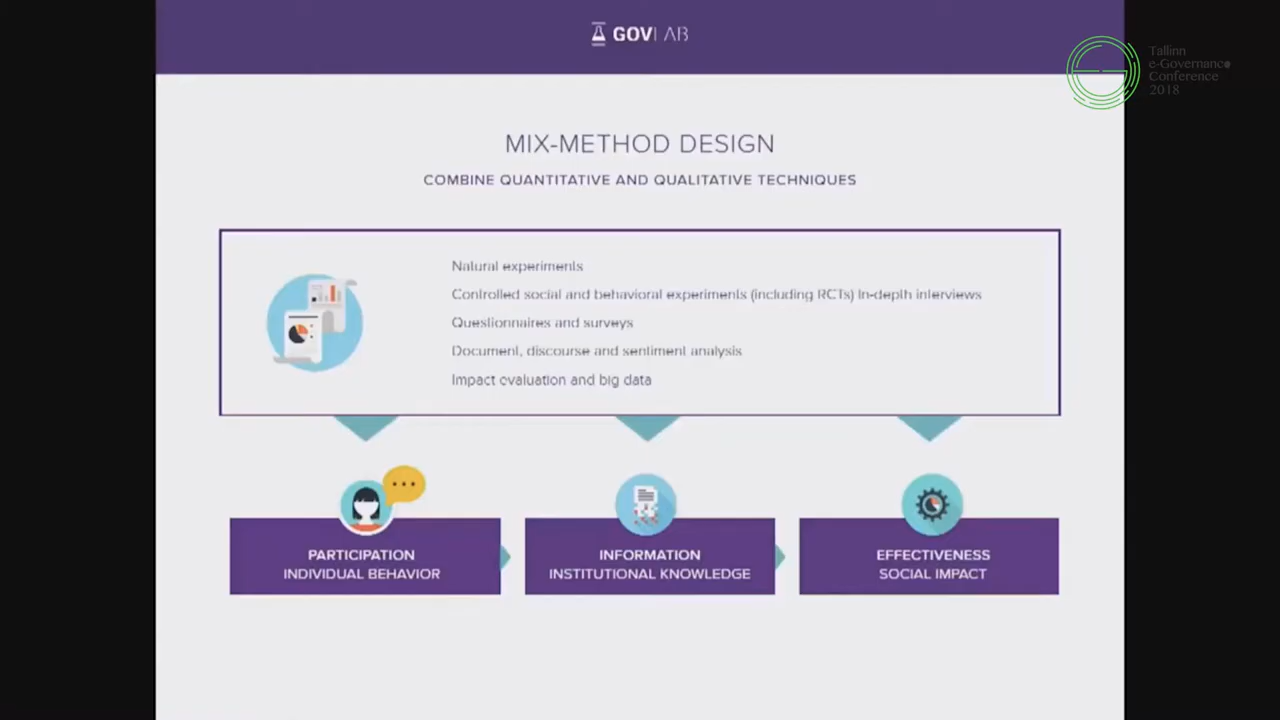 GOVLAB
Tallinn
e-Governance
Conference
2018
MIX-METHOD DESIGN
COMBINE QUANTITATIVE AND QUALITATIVE TECHNIQUES
Natural experiments
Controlled social and behavioral experiments (including RCTs) In-depth interviews
Questionnaires and surveys
Document, discourse and sentiment analysis
Impact evaluation and big data
PARTICIPATION
INDIVIDUAL BEHAVIOR
INFORMATION
INSTITUTIONAL KNOWLEDGE
EFFECTIVENESS
SOCIAL IMPACT